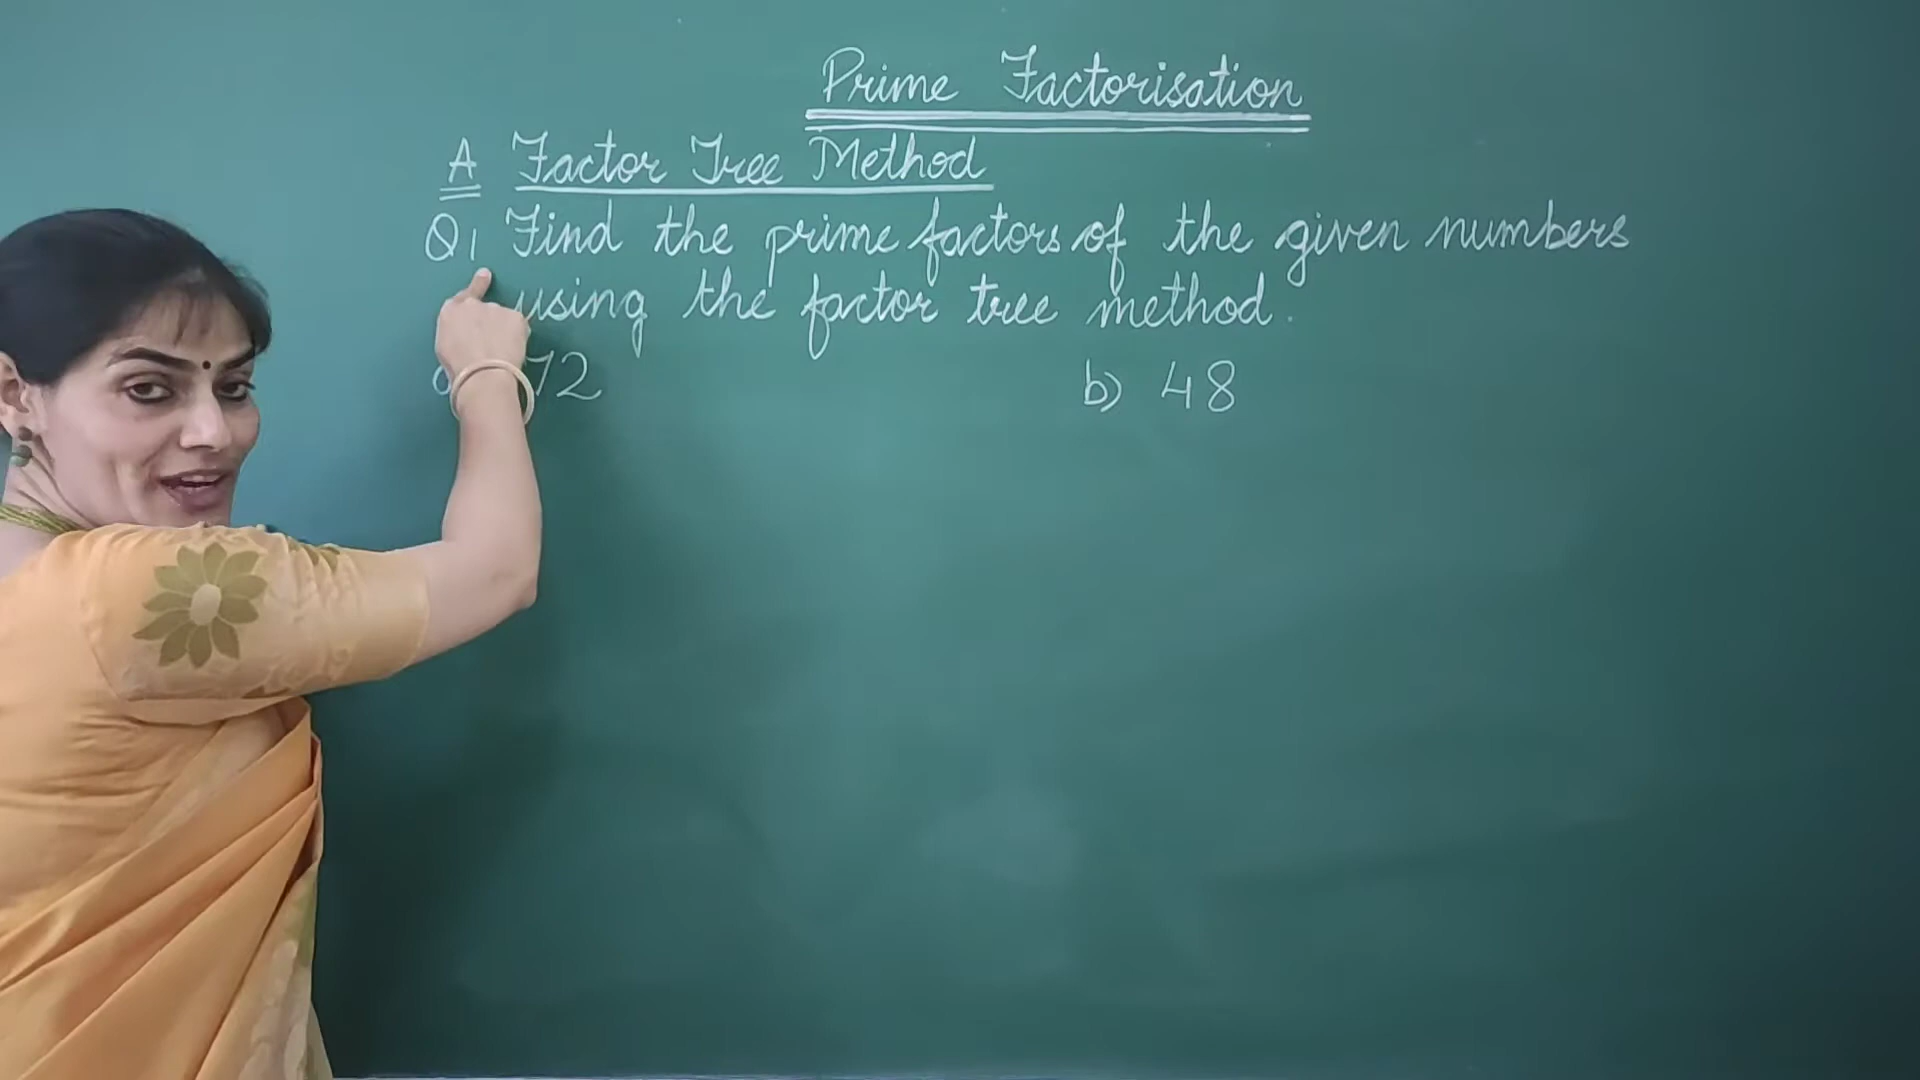 Prime Factorisation
A Factor Tree Method
Q1 Find the prime factors of the given numbers
using the factor tree method.
72 b) 48